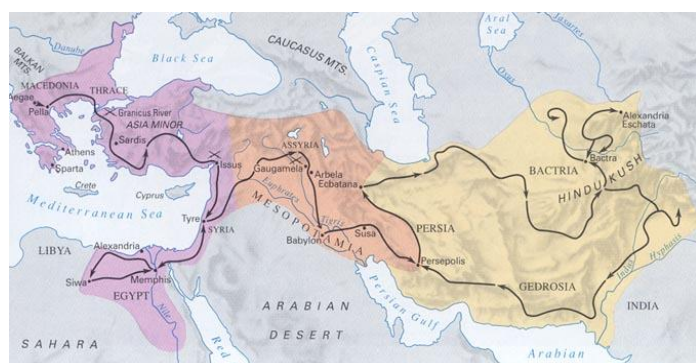 Aral
Sea
Jaxartes
Danube
Black Sea
CAUCASUS MTS.
Caspian Sea
Oxus
BALKAN
MTS.
MACEDONIA
THRACE
egae
Pella
Granicus River
ASIA MINOR
Alexandria
Eschata
Sardis
ASSYRIA
Issus
Gaugamela
Arbela
Ecbatana
BACTRIA
Bactra
HINDU KUSH
Athens
Sparta
Crete
Cyprus
Euphrates
MESOPOTAMIA
Tigris
Mediterranean Sea
Tyre
SYRIA
Babylon
Susa
PERSIA
Persepolis
Indus
Hyphasis
LIBYA
Alexandria
Siwa
Memphis
EGYPT
Nile
GEDROSIA
INDIA
ARABIAN
DESERT
Persian Gulf
SAHARA
Red
Arabian